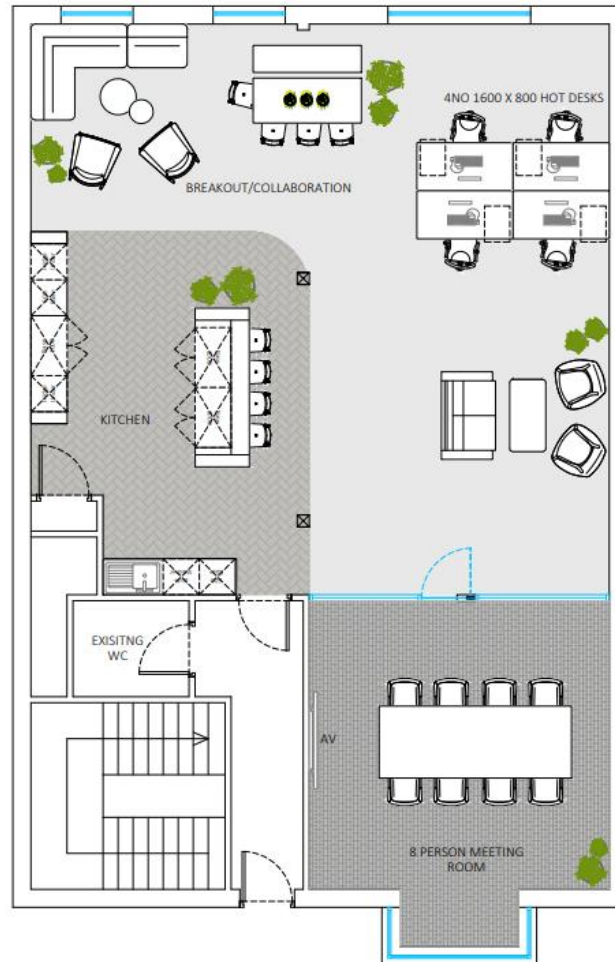 4NO 1600 X 800 HOT DESKS
BREAKOUT/COLLABORATION
KITCHEN
EXISITNG
WC
AV
8 PERSON MEETING
ROOM